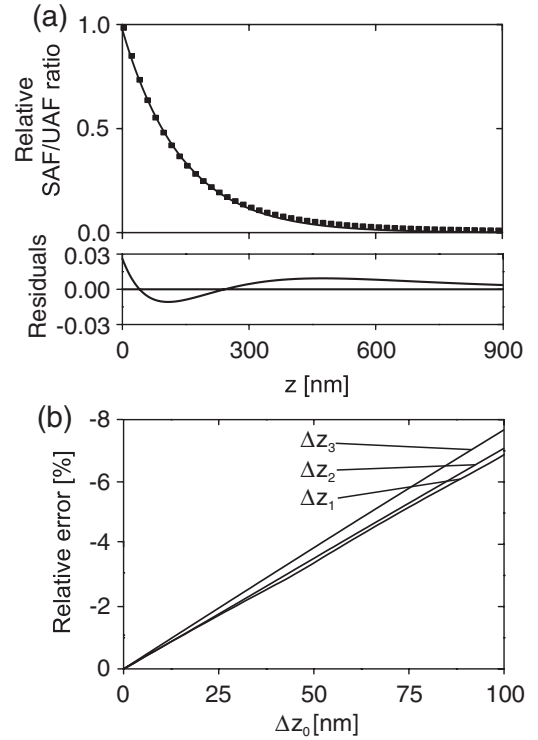 (a)
Relative
SAF/UAF ratio
1.0
0.5
0.0
Residuals
0.03
0.00
-0.03
0 300 600 900
z [nm]
(b)
Relative error [%]
-8
-6
-4
-2
0
Δz₃
Δz₂
Δz₁
0 25 50 75 100
Δz₀ [nm]